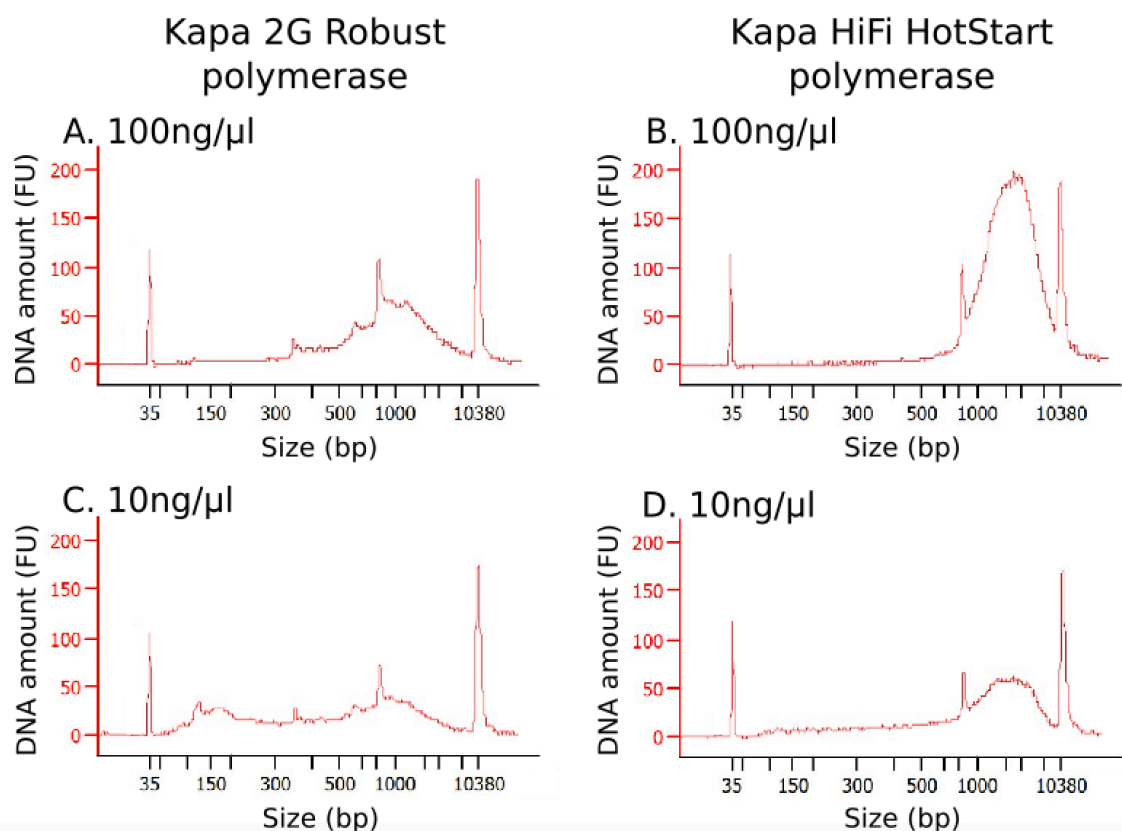 Kapa 2G Robust
polymerase
Kapa HiFi HotStart
polymerase
A. 100ng/µl
DNA amount (FU)
200
150
100
50
0
35 150 300 500 1000 10380
Size (bp)
B. 100ng/µl
DNA amount (FU)
200
150
100
50
0
35 150 300 500 1000 10380
Size (bp)
C. 10ng/µl
DNA amount (FU)
200
150
100
50
0
35 150 300 500 1000 10380
Size (bp)
D. 10ng/µl
DNA amount (FU)
200
150
100
50
0
35 150 300 500 1000 10380
Size (bp)